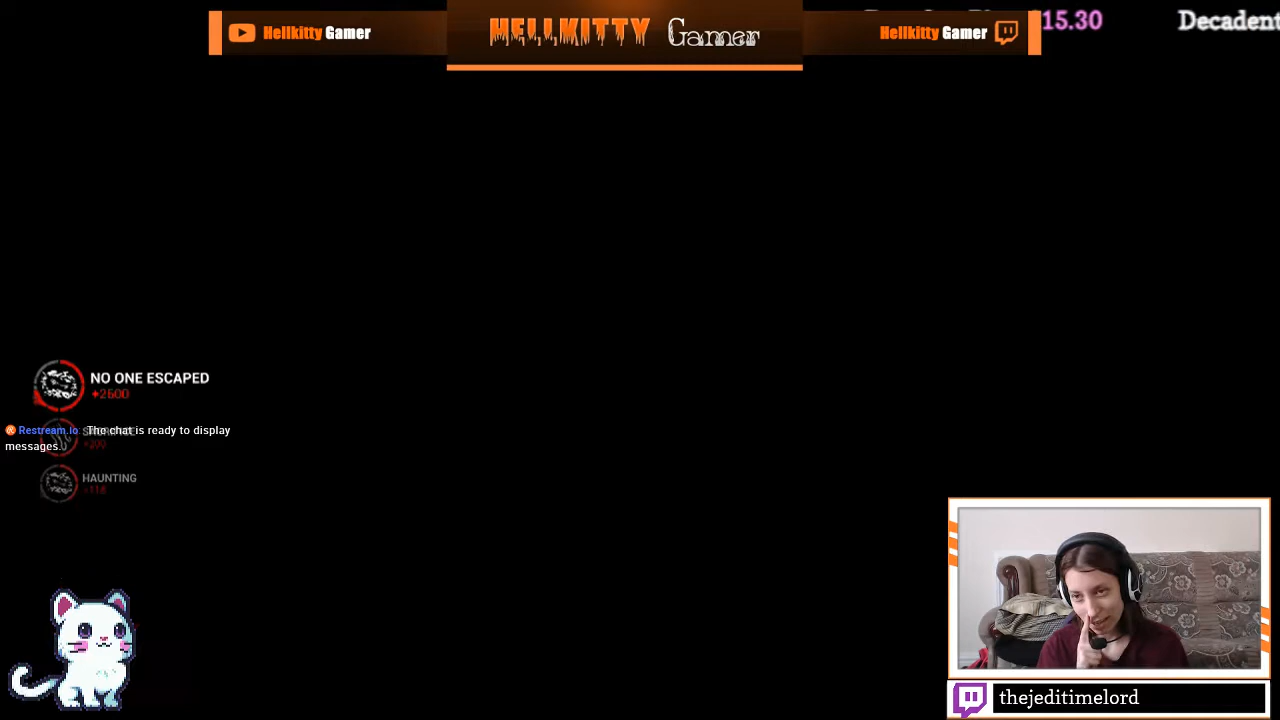 Hellkitty Gamer
HELLKITTY Gamer
Hellkitty Gamer
15.30
Decadent
NO ONE ESCAPED
+2500
Restream.io: The chat is ready to display
messages.
HAUNTING
thejeditimelord